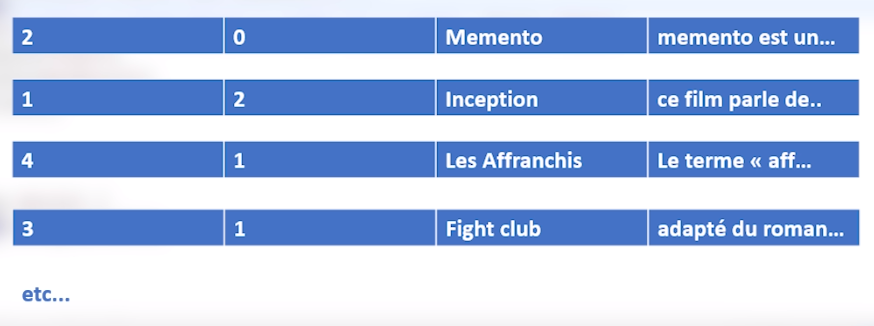 2 0 Memento memento est un...
1 2 Inception ce film parle de..
4 1 Les Affranchis Le terme « aff...
3 1 Fight club adapté du roman...
etc...